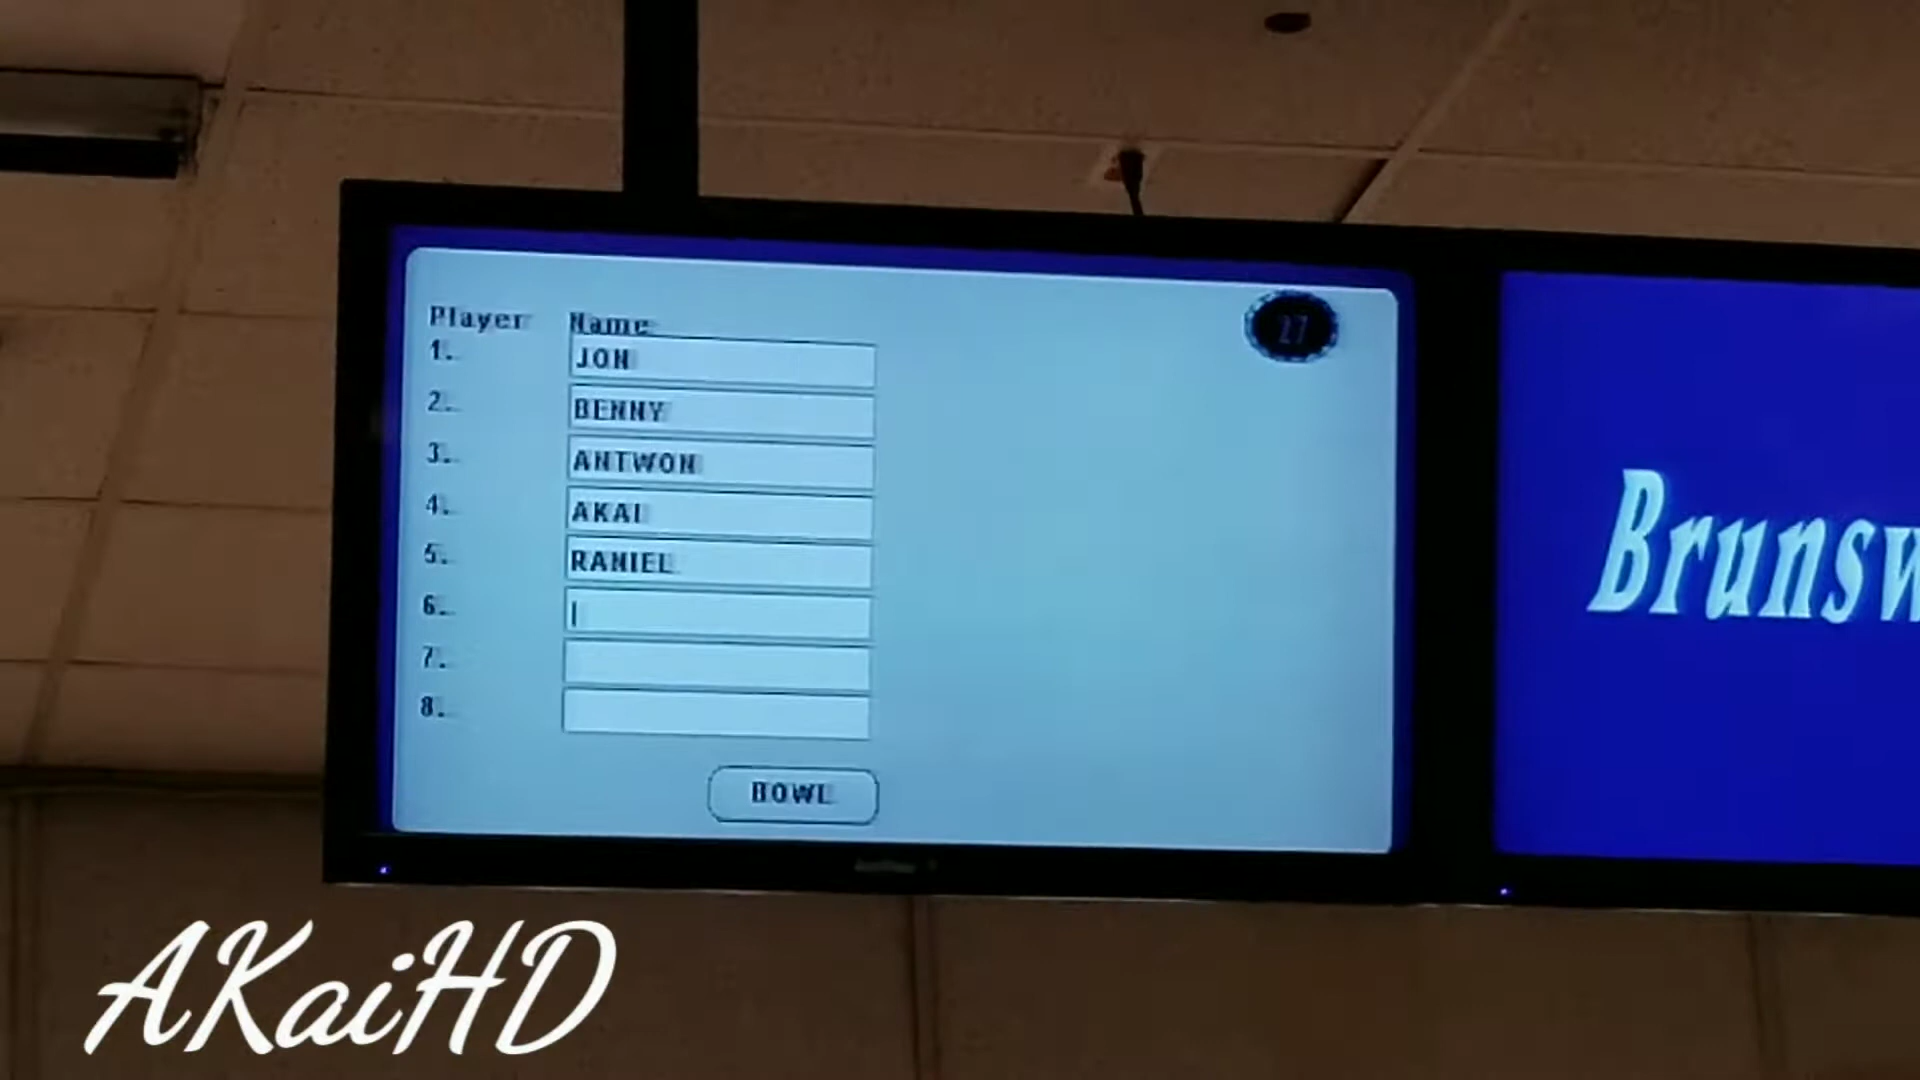 Player Name
1. JON
2. BENNY
3. ANTWON
4. AKAI
5. RANIEL
6.
7.
8.
BOWL
27
Brunsw
AKaiHD